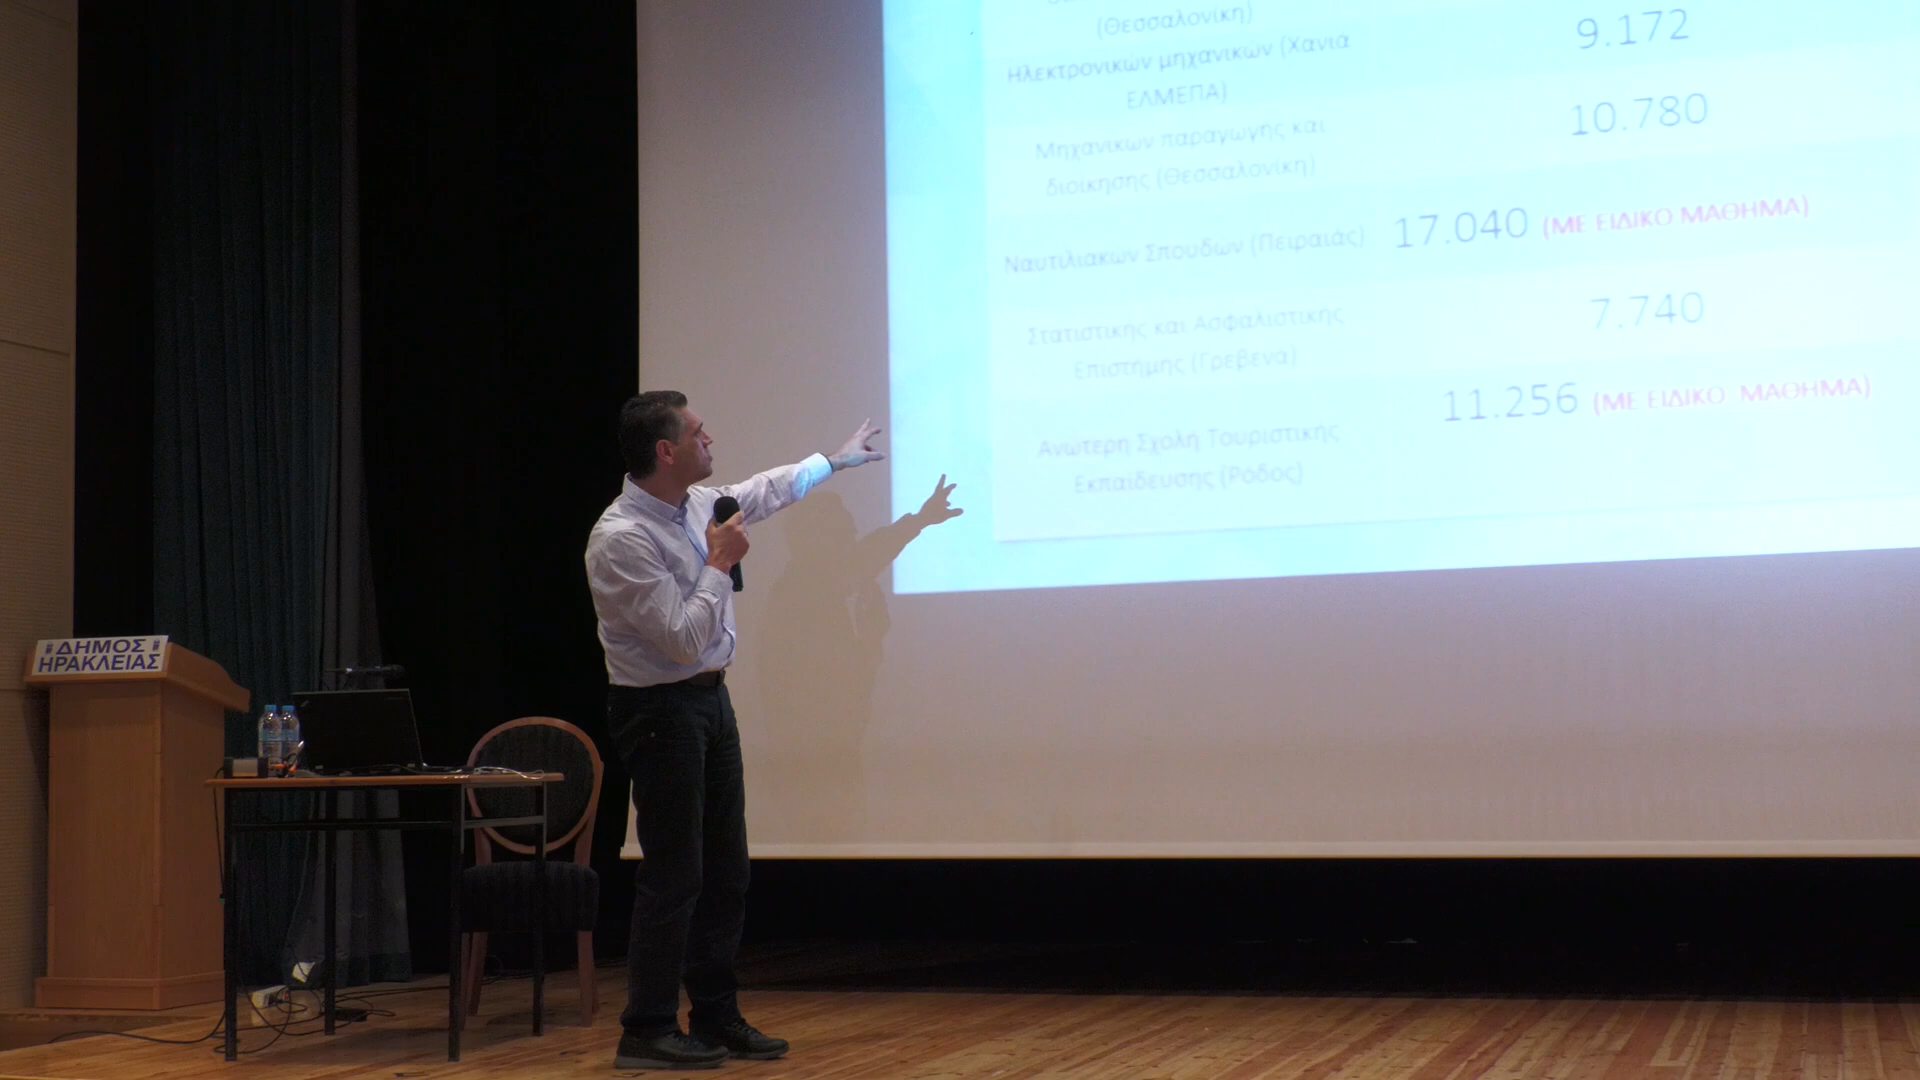 (Θεσσαλονίκη)
Ηλεκτρονικών μηχανικών (Χανιά
ΕΛΜΕΠΑ)
9.172
Μηχανικών παραγωγής και
διοίκησης (Θεσσαλονίκη)
10.780
Ναυτιλιακών Σπουδών (Πειραιάς)
17.040 (ΜΕ ΕΙΔΙΚΟ ΜΑΘΗΜΑ)
Στατιστικής και Ασφαλιστικής
Επιστήμης (Γρεβενά)
7.740
Ανώτερη Σχολή Τουριστικής
Εκπαίδευσης (Ρόδος)
11.256 (ΜΕ ΕΙΔΙΚΟ ΜΑΘΗΜΑ)
ΔΗΜΟΣ
ΗΡΑΚΛΕΙΑΣ